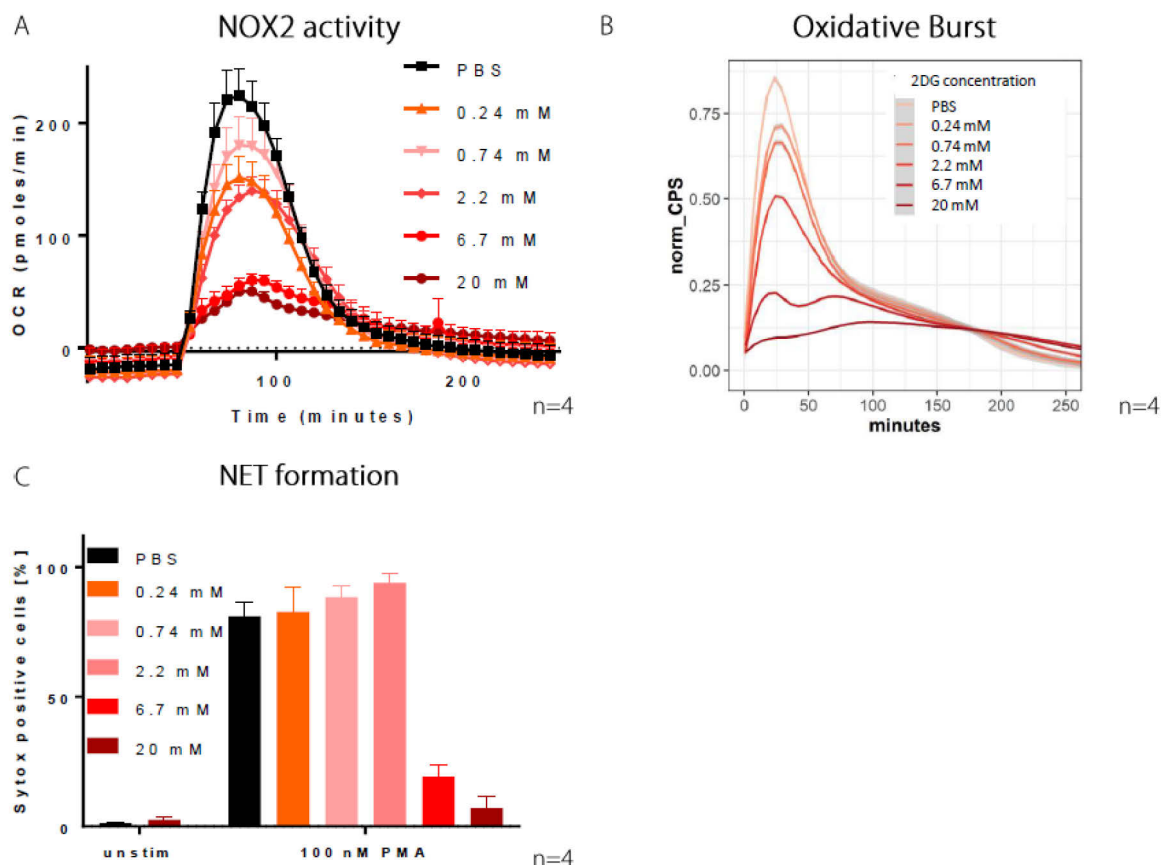 A
NOX2 activity
OCR (pmoles/min)
200
100
0
100
200
Time (minutes)
PBS
0.24 mM
0.74 mM
2.2 mM
6.7 mM
20 mM
n=4
B
Oxidative Burst
norm_CPS
0.75
0.50
0.25
0.00
0
50
100
150
200
250
minutes
2DG concentration
PBS
0.24 mM
0.74 mM
2.2 mM
6.7 mM
20 mM
n=4
C
NET formation
Sytox positive cells [%]
100
50
0
PBS
0.24 mM
0.74 mM
2.2 mM
6.7 mM
20 mM
unstim
100 nM PMA
n=4